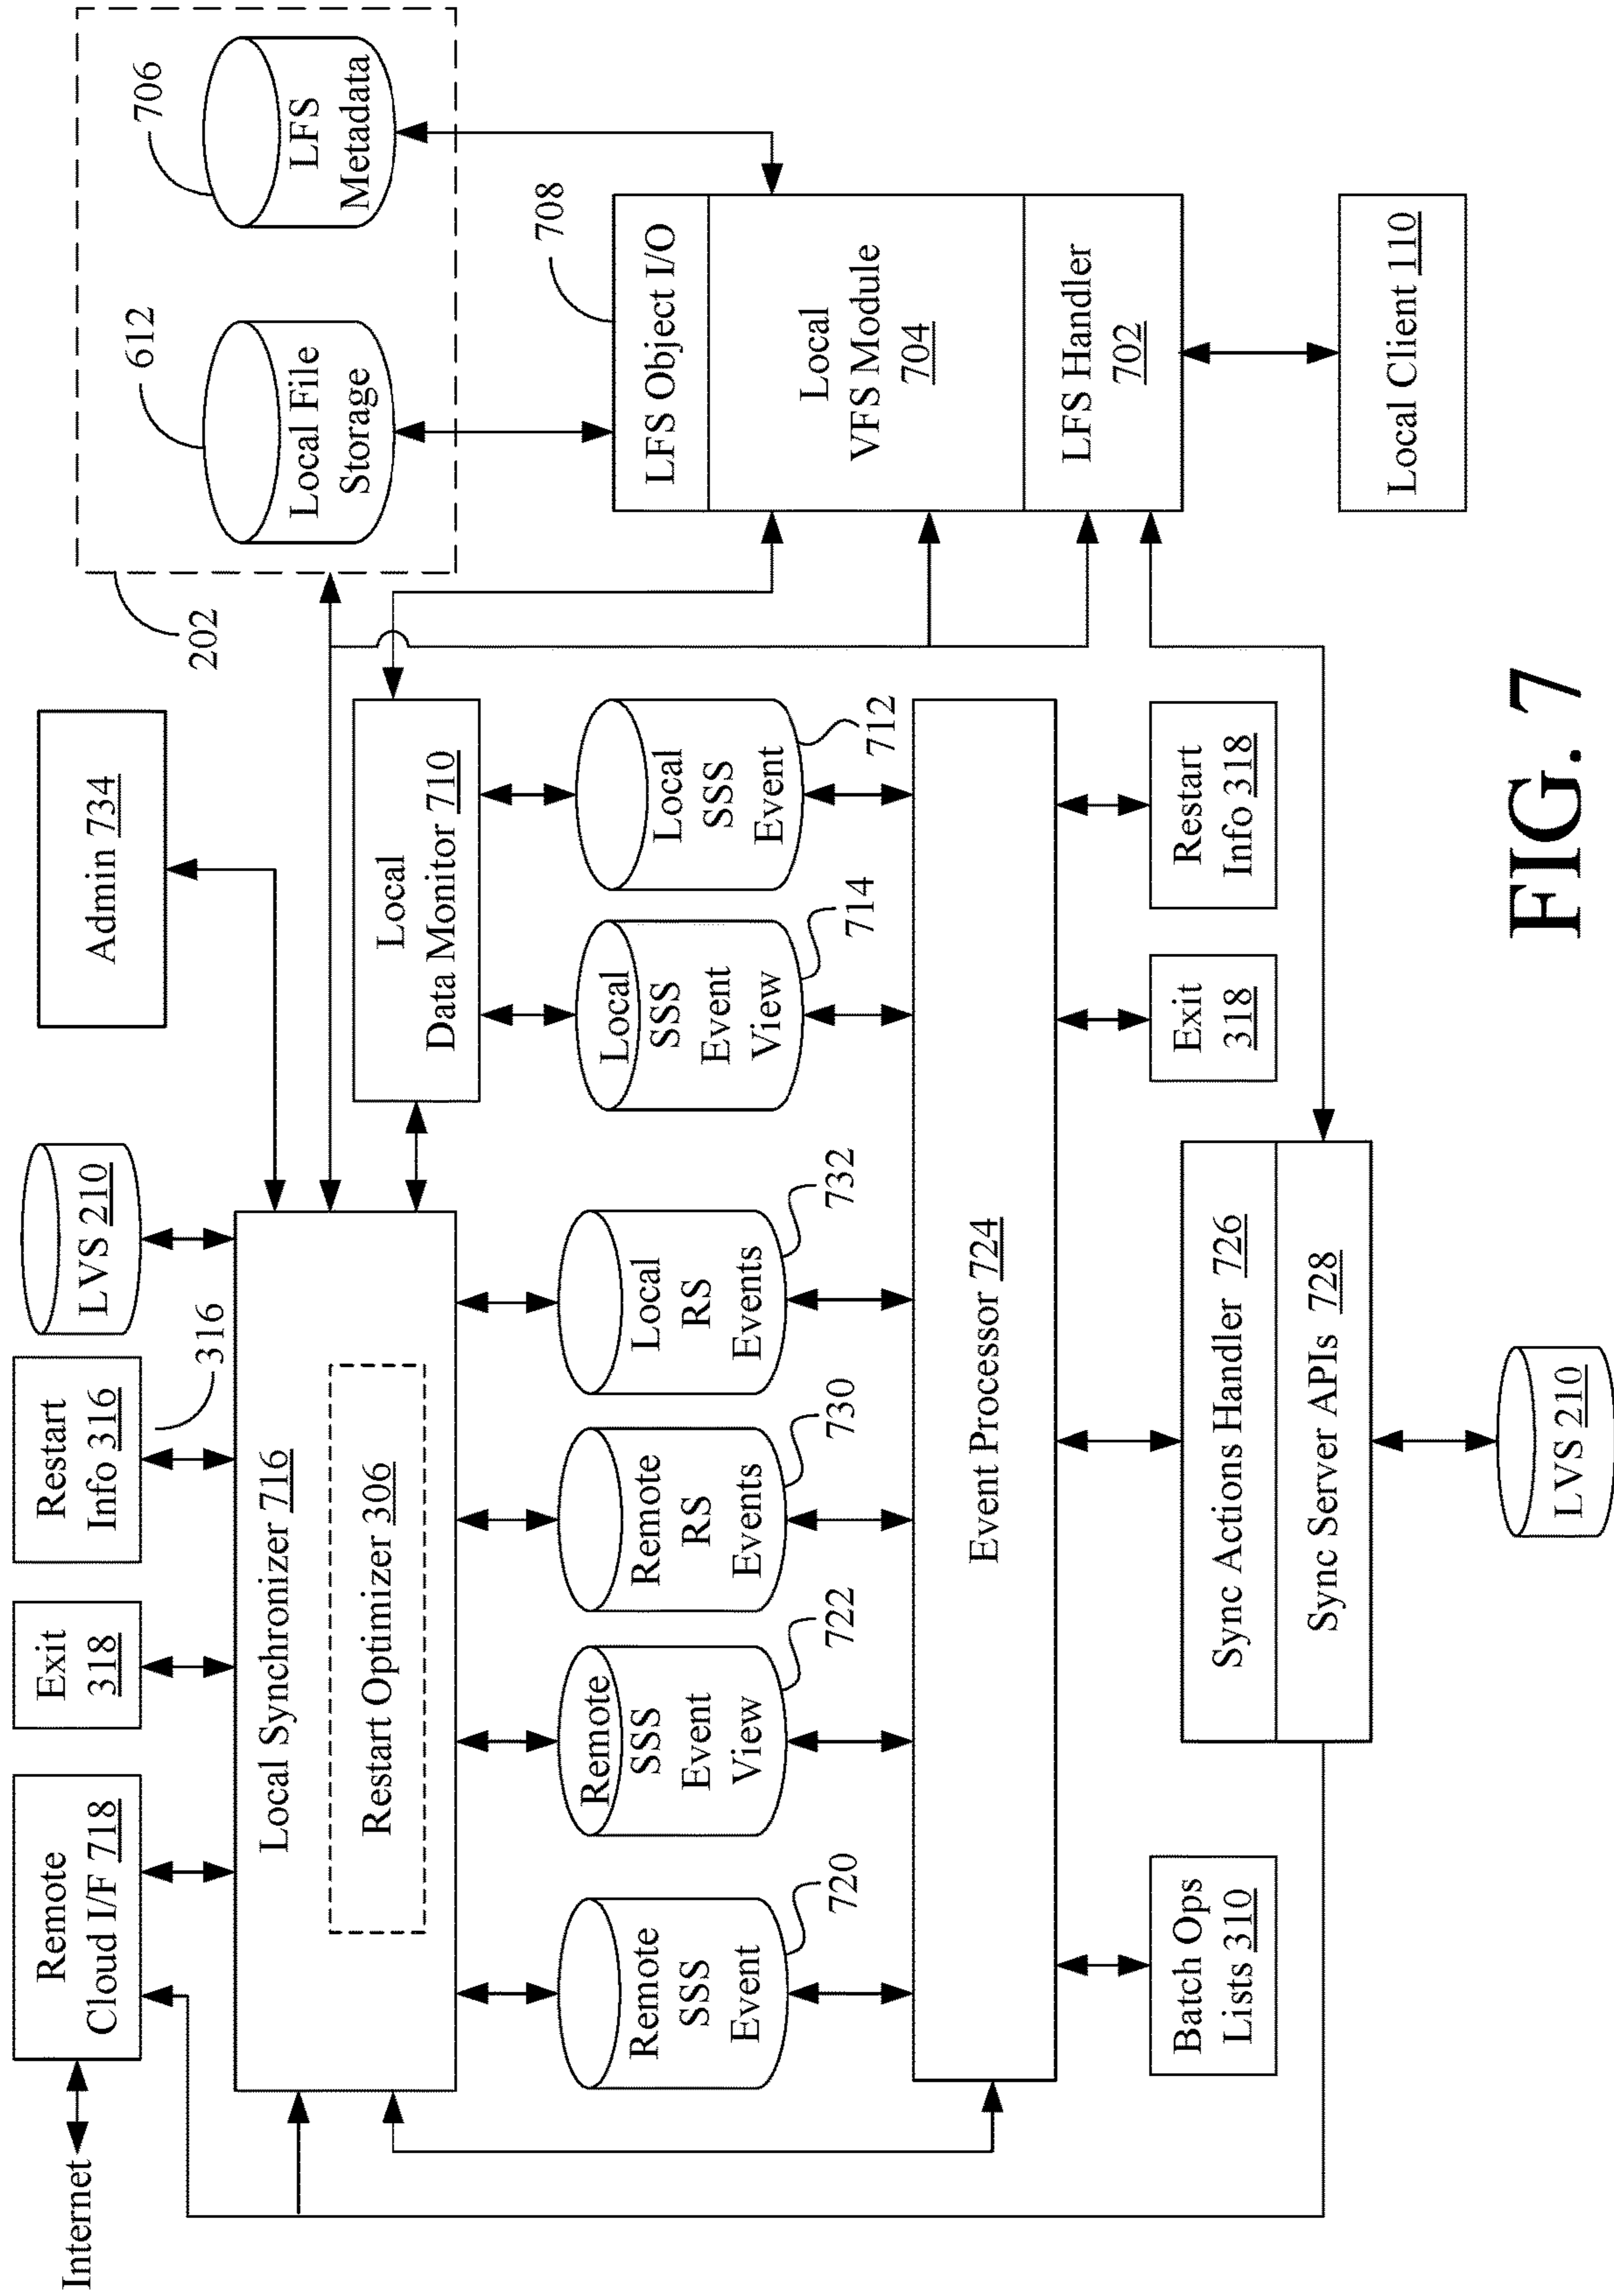 Internet
Remote
Cloud I/F 718
Exit
318
Restart
Info 316
316
LVS 210
Admin 734
202
612
Local File
Storage
706
LFS
Metadata
Local Synchronizer 716
Restart Optimizer 306
Local
Data Monitor 710
708
LFS Object I/O
Local
VFS Module
704
LFS Handler
702
Local Client 110
Remote
SSS
Event
720
Remote
SSS
Event
View
722
Remote
RS
Events
730
Local
RS
Events
732
Local
SSS
Event
View
714
Local
SSS
Event
712
Event Processor 724
Batch Ops
Lists 310
Sync Actions Handler 726
Sync Server APIs 728
Exit
318
Restart
Info 318
LVS 210
FIG. 7